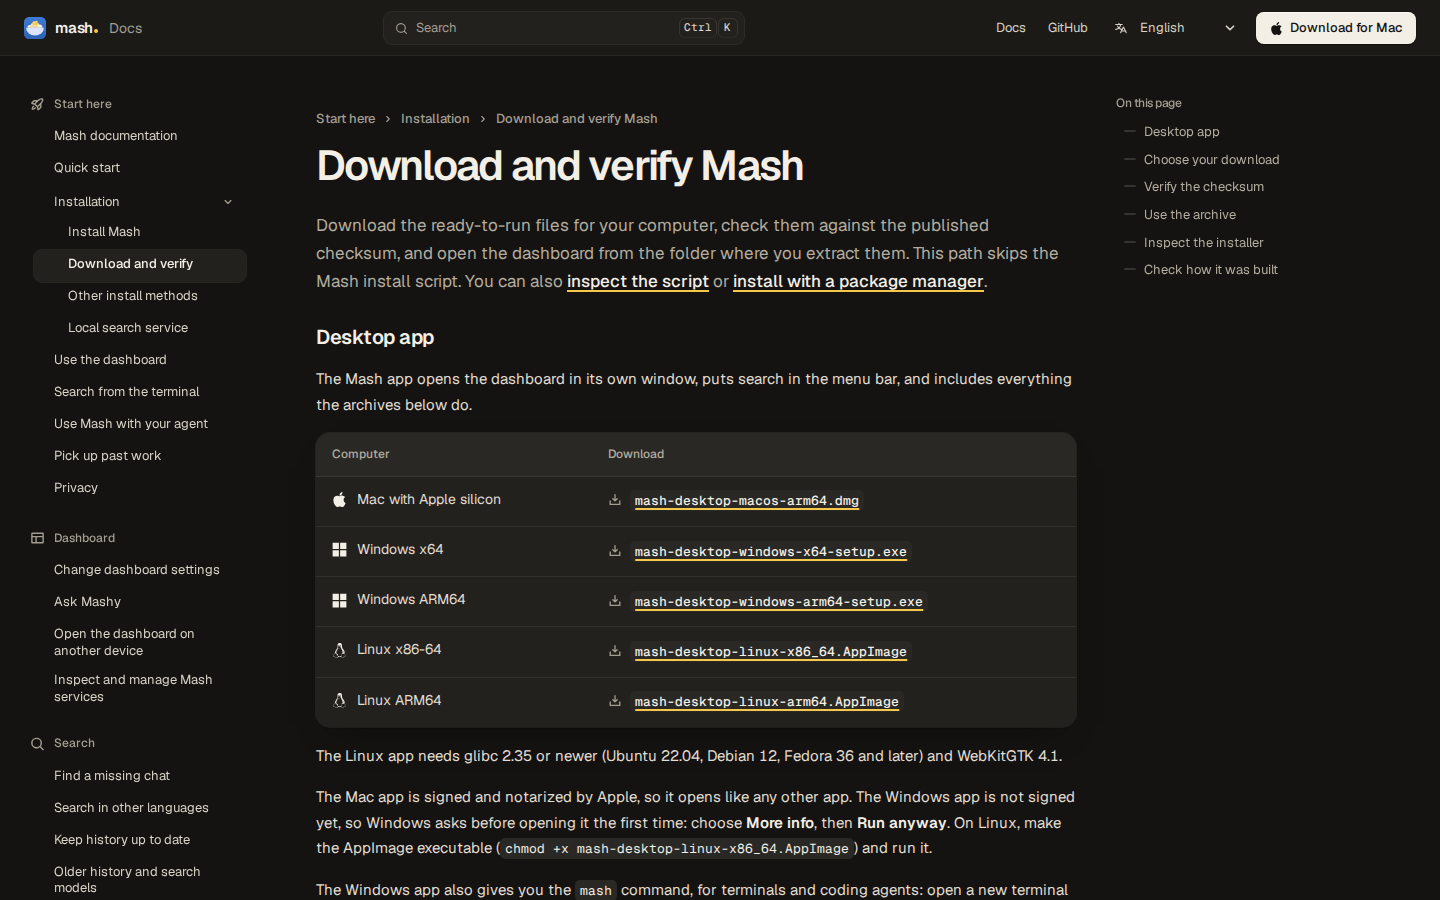 mash. Docs
Search
Ctrl K
Docs
GitHub
English
Download for Mac
Start here
Mash documentation
Quick start
Installation
Install Mash
Download and verify
Other install methods
Local search service
Use the dashboard
Search from the terminal
Use Mash with your agent
Pick up past work
Privacy
Dashboard
Change dashboard settings
Ask Mashy
Open the dashboard on
another device
Inspect and manage Mash
services
Search
Find a missing chat
Search in other languages
Keep history up to date
Older history and search
models
Start here › Installation › Download and verify Mash
Download and verify Mash
Download the ready-to-run files for your computer, check them against the published
checksum, and open the dashboard from the folder where you extract them. This path skips the
Mash install script. You can also inspect the script or install with a package manager.
Desktop app
The Mash app opens the dashboard in its own window, puts search in the menu bar, and includes everything
the archives below do.
Computer Download
Mac with Apple silicon mash-desktop-macos-arm64.dmg
Windows x64 mash-desktop-windows-x64-setup.exe
Windows ARM64 mash-desktop-windows-arm64-setup.exe
Linux x86-64 mash-desktop-linux-x86_64.AppImage
Linux ARM64 mash-desktop-linux-arm64.AppImage
The Linux app needs glibc 2.35 or newer (Ubuntu 22.04, Debian 12, Fedora 36 and later) and WebKitGTK 4.1.
The Mac app is signed and notarized by Apple, so it opens like any other app. The Windows app is not signed
yet, so Windows asks before opening it the first time: choose More info, then Run anyway. On Linux, make
the AppImage executable (chmod +x mash-desktop-linux-x86_64.AppImage) and run it.
The Windows app also gives you the mash command, for terminals and coding agents: open a new terminal
On this page
Desktop app
Choose your download
Verify the checksum
Use the archive
Inspect the installer
Check how it was built